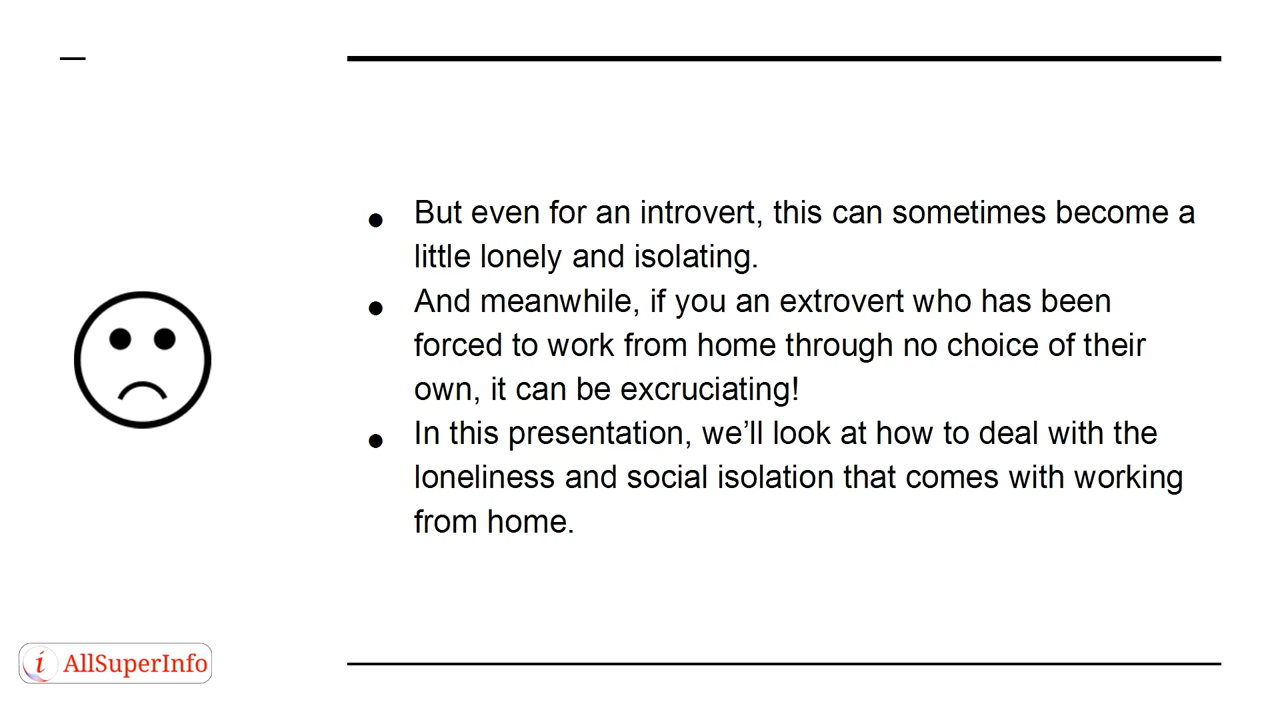 • But even for an introvert, this can sometimes become a
little lonely and isolating.
• And meanwhile, if you an extrovert who has been
forced to work from home through no choice of their
own, it can be excruciating!
• In this presentation, we’ll look at how to deal with the
loneliness and social isolation that comes with working
from home.
i AllSuperInfo